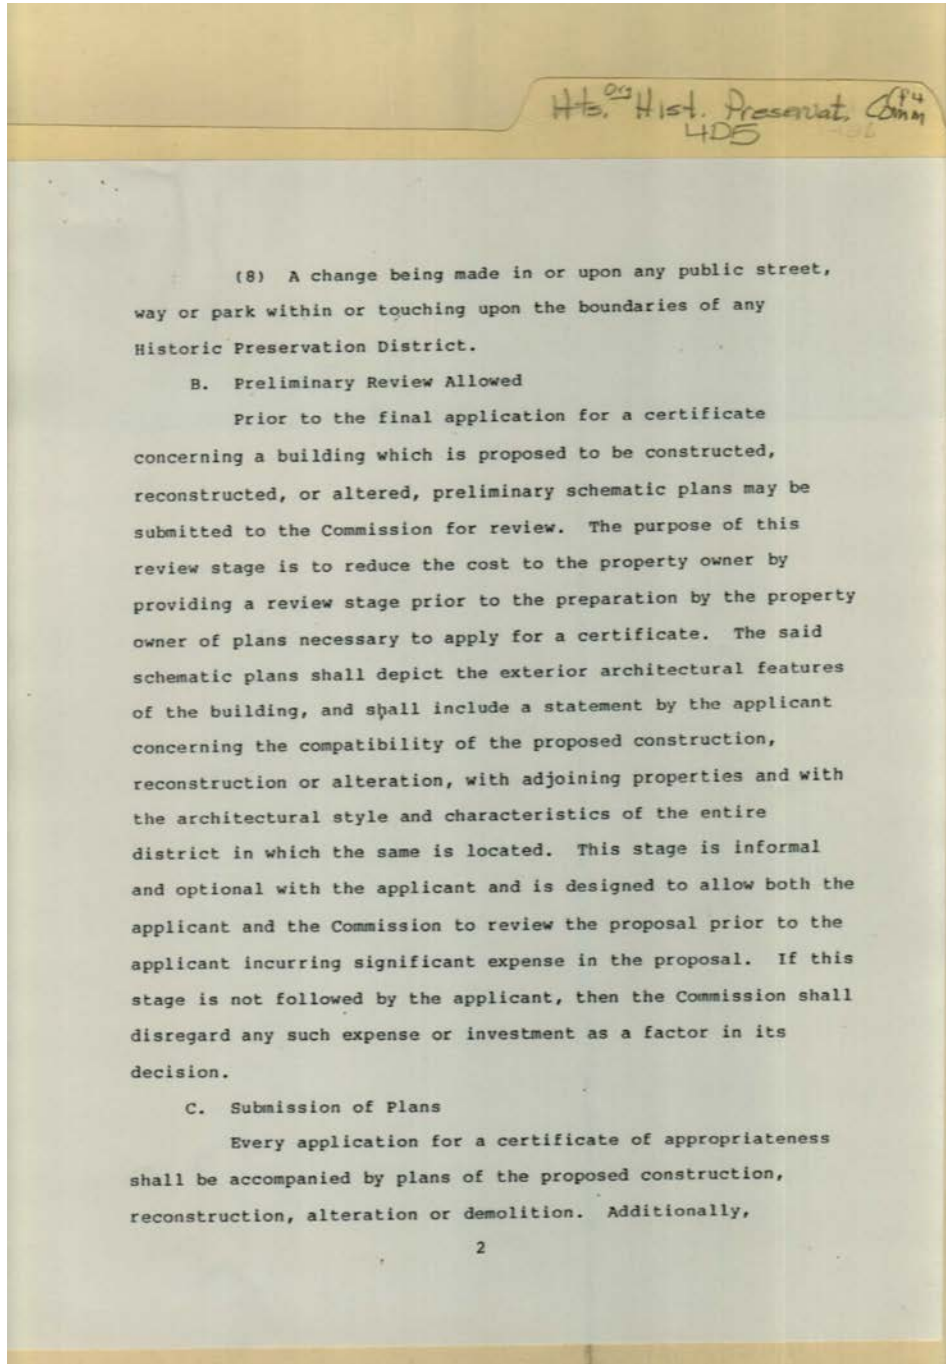 Hts. Org Hist. Preservat. Comm
4D5
(8) A change being made in or upon any public street,
way or park within or touching upon the boundaries of any
Historic Preservation District.
B. Preliminary Review Allowed
Prior to the final application for a certificate
concerning a building which is proposed to be constructed,
reconstructed, or altered, preliminary schematic plans may be
submitted to the Commission for review. The purpose of this
review stage is to reduce the cost to the property owner by
providing a review stage prior to the preparation by the property
owner of plans necessary to apply for a certificate. The said
schematic plans shall depict the exterior architectural features
of the building, and shall include a statement by the applicant
concerning the compatibility of the proposed construction,
reconstruction or alteration, with adjoining properties and with
the architectural style and characteristics of the entire
district in which the same is located. This stage is informal
and optional with the applicant and is designed to allow both the
applicant and the Commission to review the proposal prior to the
applicant incurring significant expense in the proposal. If this
stage is not followed by the applicant, then the Commission shall
disregard any such expense or investment as a factor in its
decision.
C. Submission of Plans
Every application for a certificate of appropriateness
shall be accompanied by plans of the proposed construction,
reconstruction, alteration or demolition. Additionally,
2